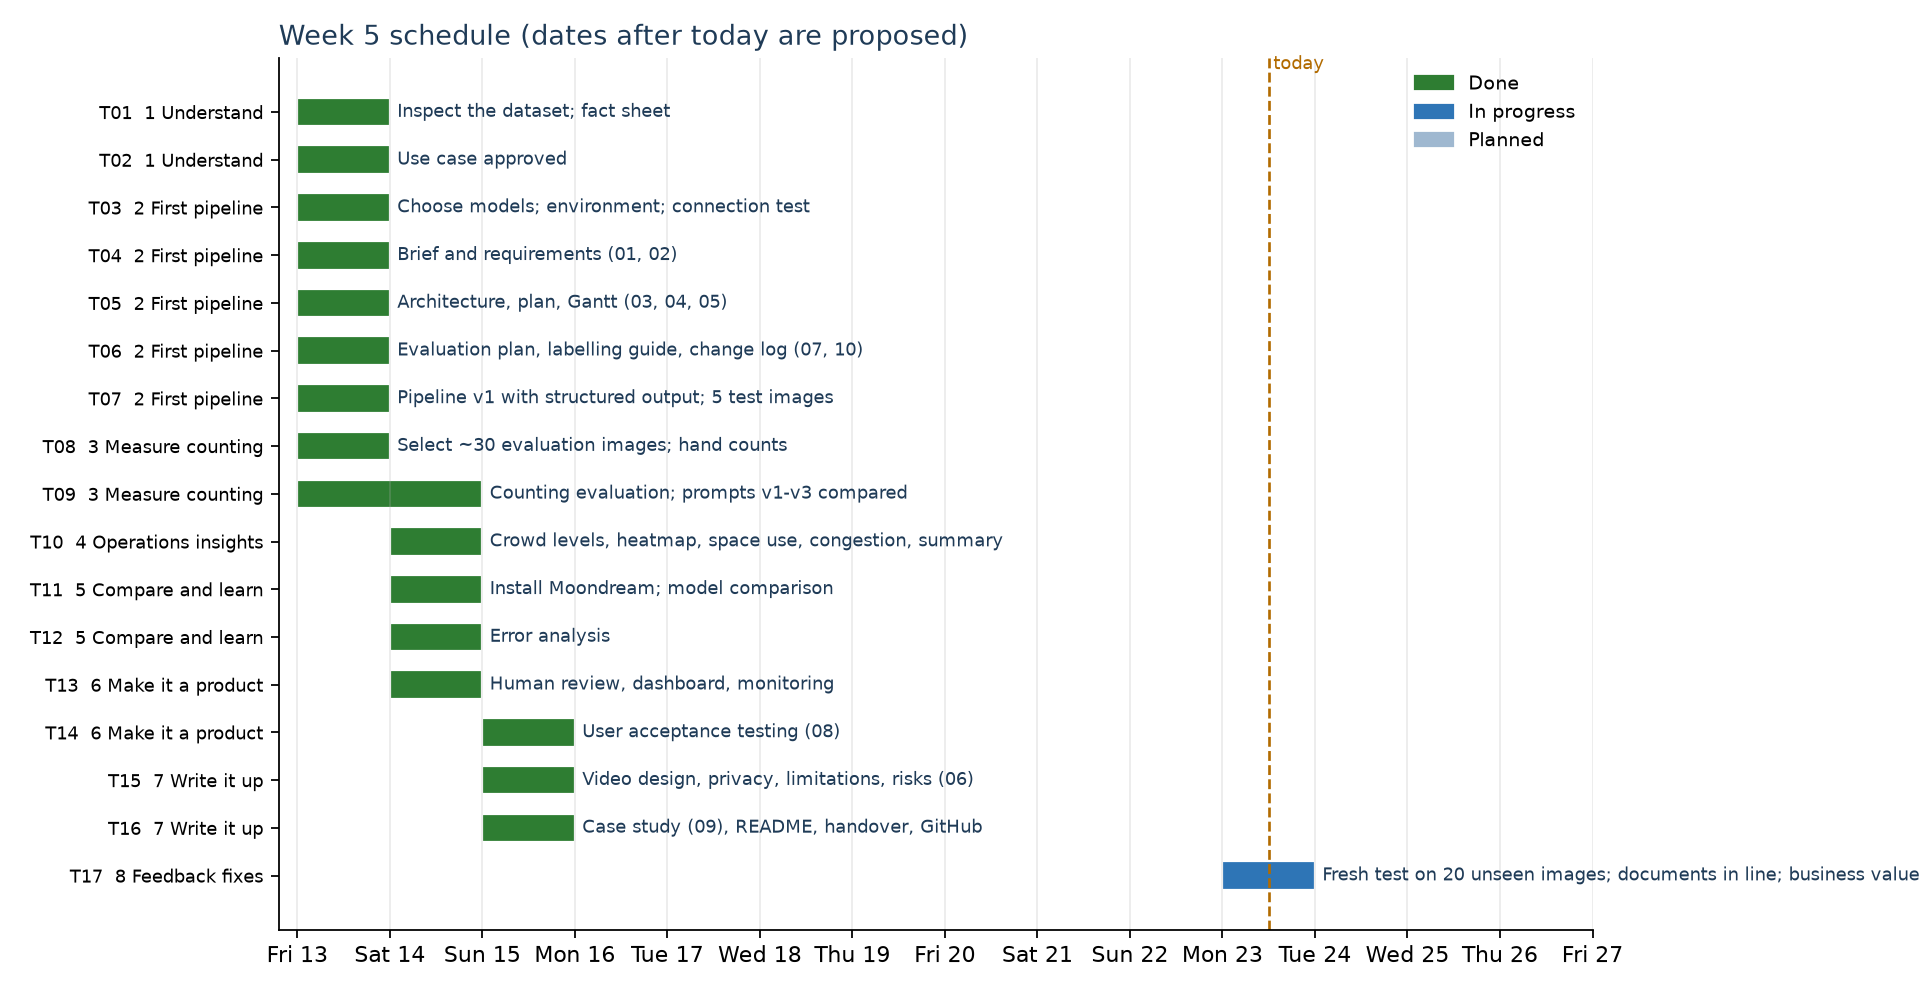 Week 5 schedule (dates after today are proposed)
today
Done
In progress
Planned
T01  1 Understand
Inspect the dataset; fact sheet
T02  1 Understand
Use case approved
T03  2 First pipeline
Choose models; environment; connection test
T04  2 First pipeline
Brief and requirements (01, 02)
T05  2 First pipeline
Architecture, plan, Gantt (03, 04, 05)
T06  2 First pipeline
Evaluation plan, labelling guide, change log (07, 10)
T07  2 First pipeline
Pipeline v1 with structured output; 5 test images
T08  3 Measure counting
Select ~30 evaluation images; hand counts
T09  3 Measure counting
Counting evaluation; prompts v1-v3 compared
T10  4 Operations insights
Crowd levels, heatmap, space use, congestion, summary
T11  5 Compare and learn
Install Moondream; model comparison
T12  5 Compare and learn
Error analysis
T13  6 Make it a product
Human review, dashboard, monitoring
T14  6 Make it a product
User acceptance testing (08)
T15  7 Write it up
Video design, privacy, limitations, risks (06)
T16  7 Write it up
Case study (09), README, handover, GitHub
T17  8 Feedback fixes
Fresh test on 20 unseen images; documents in line; business value
Fri 13 Sat 14 Sun 15 Mon 16 Tue 17 Wed 18 Thu 19 Fri 20 Sat 21 Sun 22 Mon 23 Tue 24 Wed 25 Thu 26 Fri 27